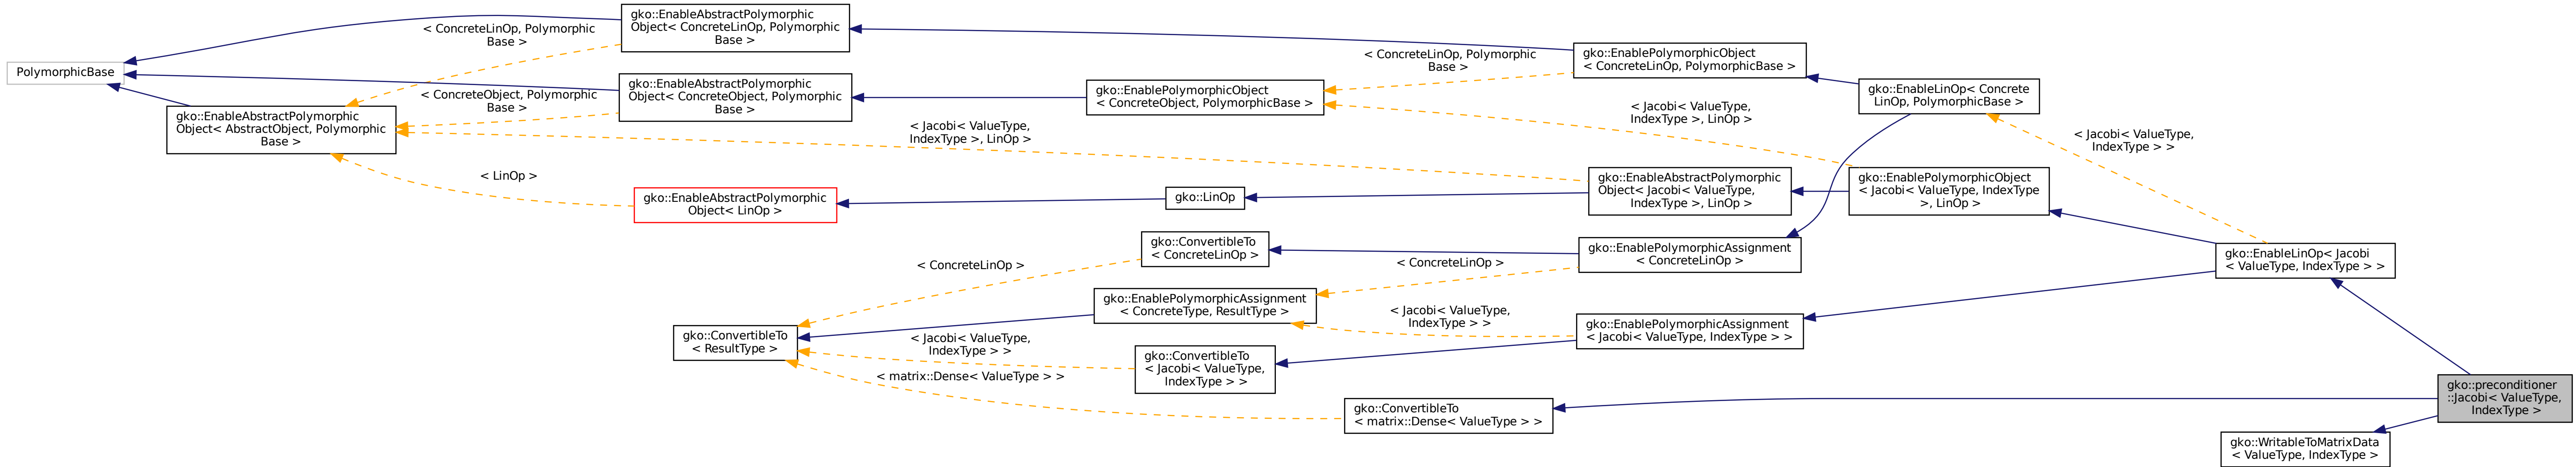 PolymorphicBase
gko::EnableAbstractPolymorphic
Object< AbstractObject, Polymorphic
Base >
< ConcreteLinOp, Polymorphic
Base >
< ConcreteObject, Polymorphic
Base >
< LinOp >
gko::EnableAbstractPolymorphic
Object< ConcreteLinOp, Polymorphic
Base >
gko::EnableAbstractPolymorphic
Object< ConcreteObject, Polymorphic
Base >
gko::EnableAbstractPolymorphic
Object< LinOp >
gko::ConvertibleTo
< ResultType >
< Jacobi< ValueType,
IndexType >, LinOp >
< ConcreteLinOp >
< Jacobi< ValueType,
IndexType > >
< matrix::Dense< ValueType > >
gko::EnablePolymorphicObject
< ConcreteObject, PolymorphicBase >
gko::LinOp
gko::ConvertibleTo
< ConcreteLinOp >
gko::EnablePolymorphicAssignment
< ConcreteType, ResultType >
gko::ConvertibleTo
< Jacobi< ValueType,
IndexType > >
gko::ConvertibleTo
< matrix::Dense< ValueType > >
< ConcreteLinOp, Polymorphic
Base >
< Jacobi< ValueType,
IndexType >, LinOp >
< ConcreteLinOp >
< Jacobi< ValueType,
IndexType > >
gko::EnablePolymorphicObject
< ConcreteLinOp, PolymorphicBase >
gko::EnableAbstractPolymorphic
Object< Jacobi< ValueType,
IndexType >, LinOp >
gko::EnablePolymorphicAssignment
< ConcreteLinOp >
gko::EnablePolymorphicAssignment
< Jacobi< ValueType, IndexType > >
gko::EnableLinOp< Concrete
LinOp, PolymorphicBase >
gko::EnablePolymorphicObject
< Jacobi< ValueType, IndexType
>, LinOp >
< Jacobi< ValueType,
IndexType > >
gko::EnableLinOp< Jacobi
< ValueType, IndexType > >
gko::preconditioner
::Jacobi< ValueType,
IndexType >
gko::WritableToMatrixData
< ValueType, IndexType >